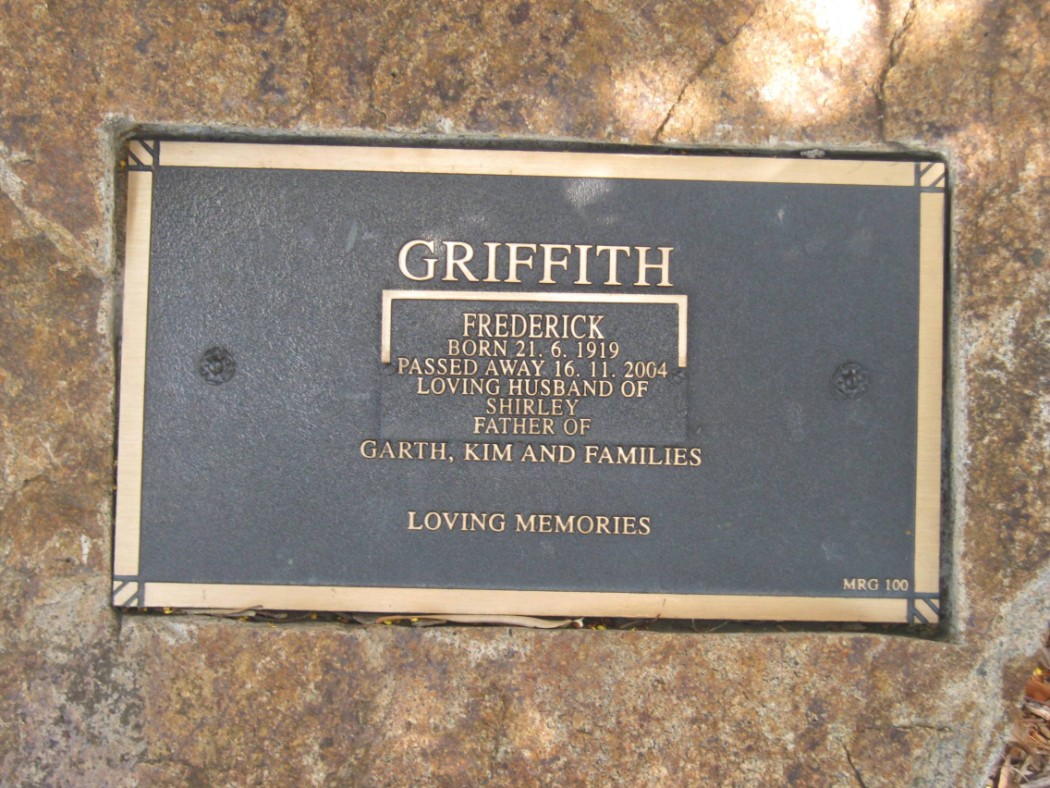 GRIFFITH
FREDERICK
BORN 21. 6. 1919
PASSED AWAY 16. 11. 2004
LOVING HUSBAND OF
SHIRLEY
FATHER OF
GARTH, KIM AND FAMILIES
LOVING MEMORIES
MRG 100